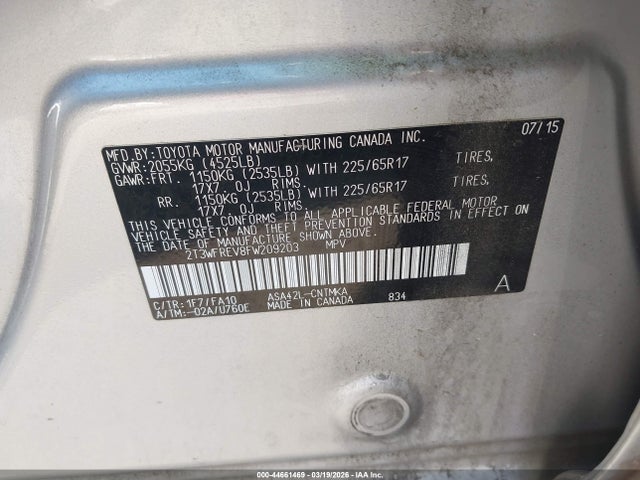 MFD.BY:TOYOTA MOTOR MANUFACTURING CANADA INC. 07/15
GVWR:2055KG (4525LB)
GAWR:FRT. 1150KG (2535LB) WITH 225/65R17 TIRES,
17X7.0J RIMS.
RR. 1150KG (2535LB) WITH 225/65R17 TIRES,
17X7.0J RIMS.
THIS VEHICLE CONFORMS TO ALL APPLICABLE FEDERAL MOTOR
VEHICLE SAFETY AND THEFT PREVENTION STANDARDS IN EFFECT ON
THE DATE OF MANUFACTURE SHOWN ABOVE.
2T3WFREV8FW209203 MPV
C/TR:1F7/FA10 ASA42L-CNTMKA 834 A
A/TM:-02A/U760E MADE IN CANADA
000-44661469 | 03/19/2026 | IAA